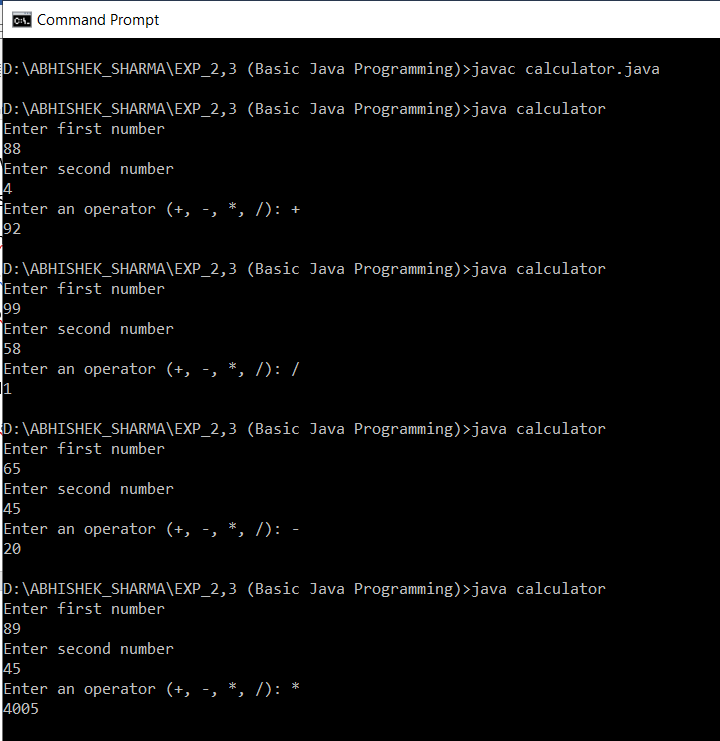 Command Prompt
D:\ABHISHEK_SHARMA\EXP_2,3 (Basic Java Programming)>javac calculator.java
D:\ABHISHEK_SHARMA\EXP_2,3 (Basic Java Programming)>java calculator
Enter first number
88
Enter second number
4
Enter an operator (+, -, *, /): +
92
D:\ABHISHEK_SHARMA\EXP_2,3 (Basic Java Programming)>java calculator
Enter first number
99
Enter second number
58
Enter an operator (+, -, *, /): /
1
D:\ABHISHEK_SHARMA\EXP_2,3 (Basic Java Programming)>java calculator
Enter first number
65
Enter second number
45
Enter an operator (+, -, *, /): -
20
D:\ABHISHEK_SHARMA\EXP_2,3 (Basic Java Programming)>java calculator
Enter first number
89
Enter second number
45
Enter an operator (+, -, *, /): *
4005